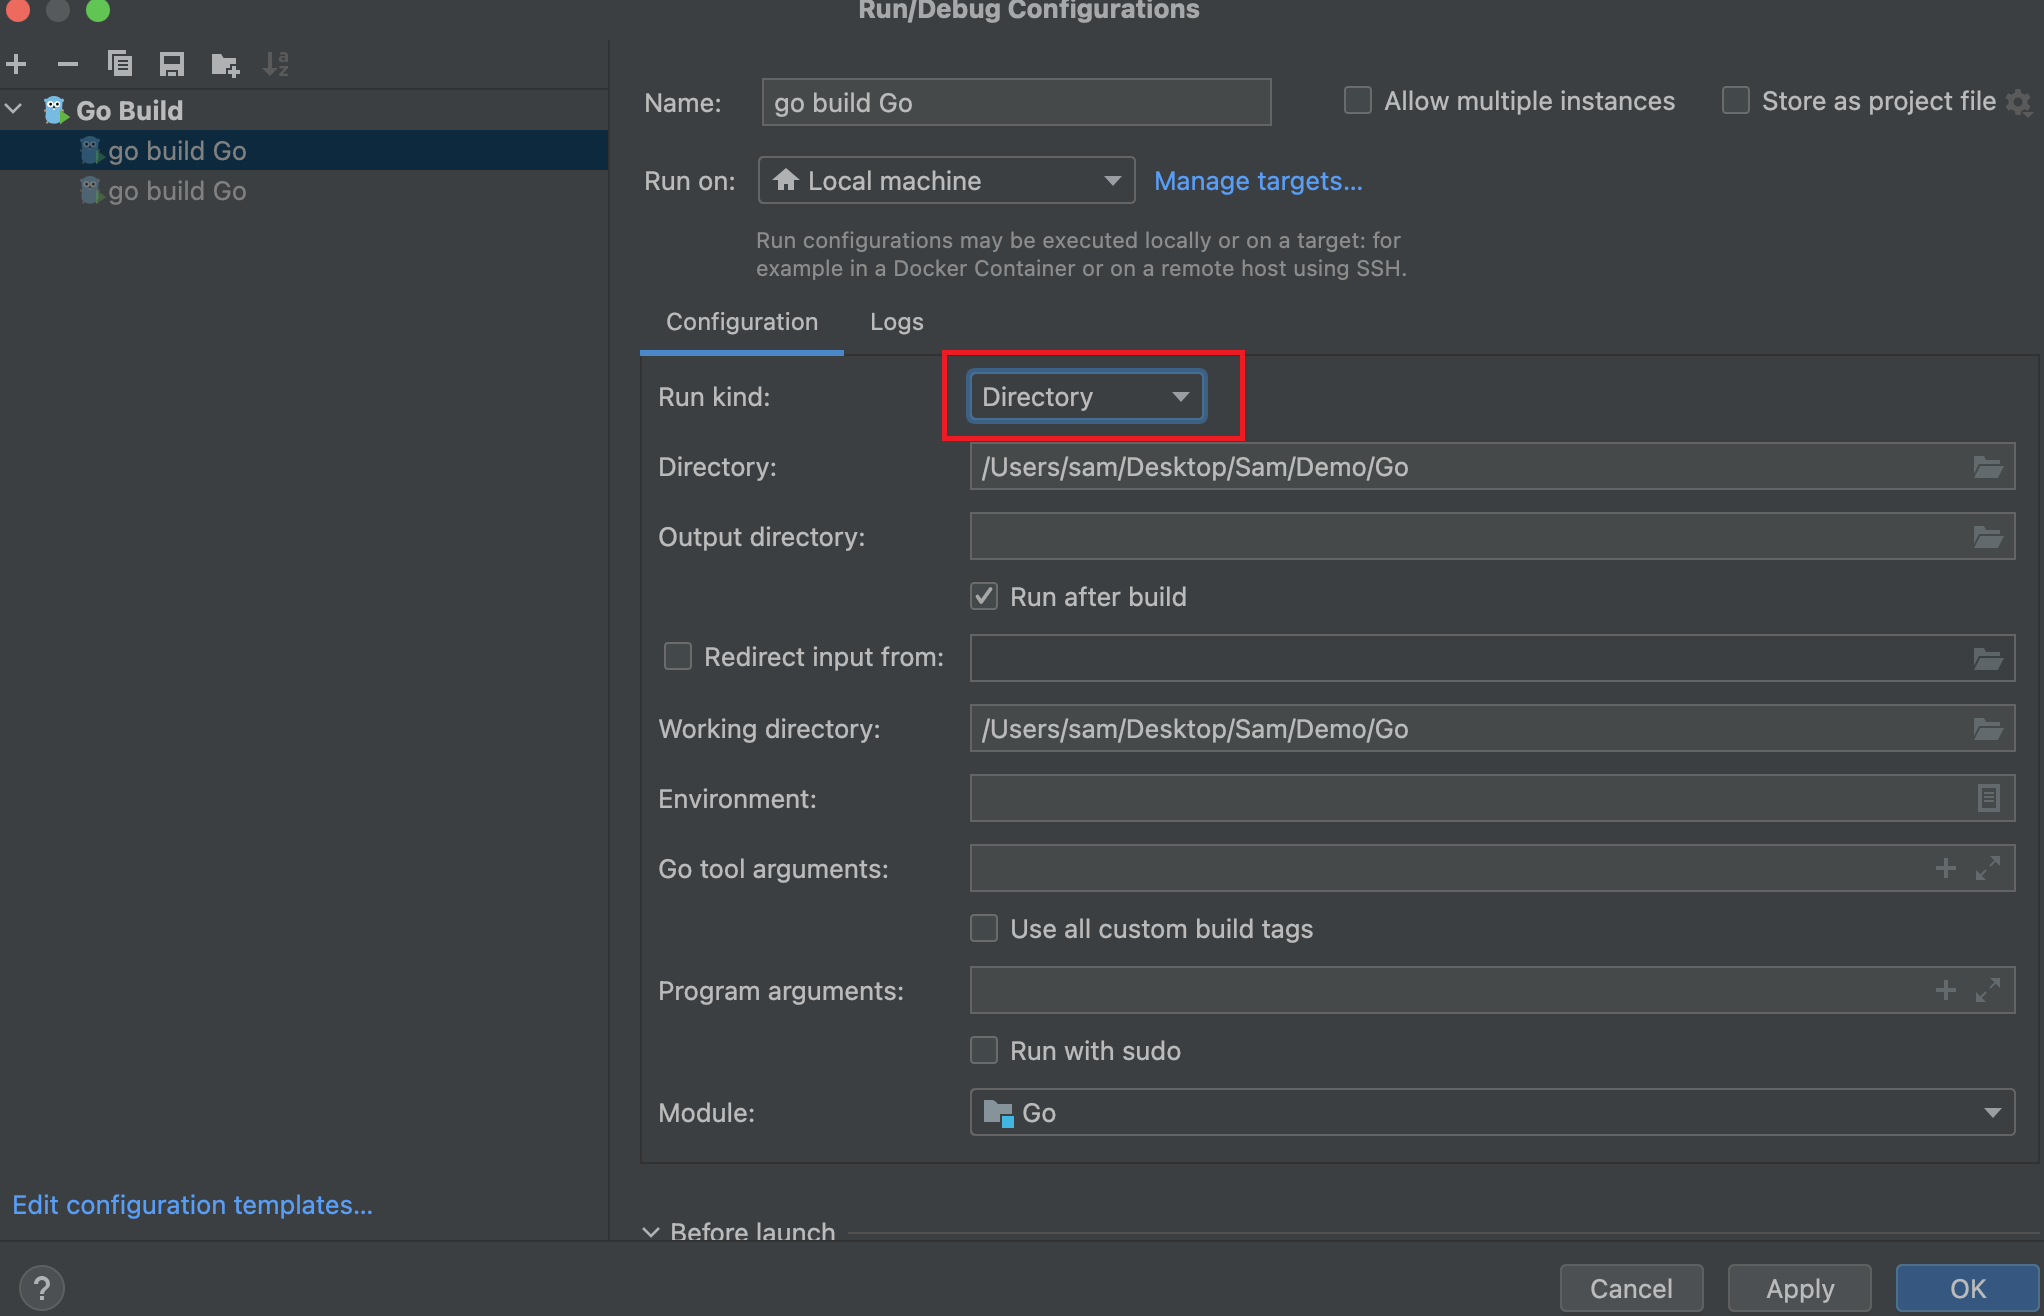 Run/Debug Configurations
Go Build
go build Go
go build Go
Edit configuration templates...
Name: go build Go Allow multiple instances Store as project file
Run on: Local machine Manage targets...
Run configurations may be executed locally or on a target: for
example in a Docker Container or on a remote host using SSH.
Configuration Logs
Run kind: Directory
Directory: /Users/sam/Desktop/Sam/Demo/Go
Output directory:
Run after build
Redirect input from:
Working directory: /Users/sam/Desktop/Sam/Demo/Go
Environment:
Go tool arguments:
Use all custom build tags
Program arguments:
Run with sudo
Module: Go
Before launch
? Cancel Apply OK